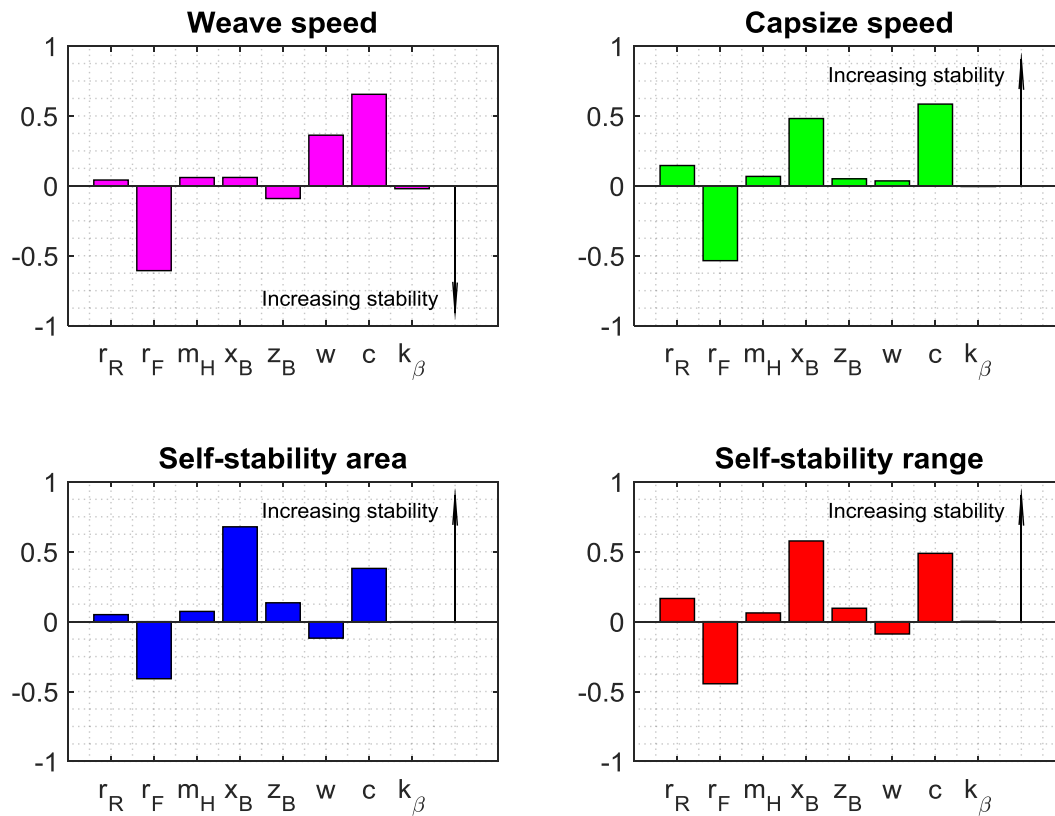 Weave speed
1
0.5
0
-0.5
-1
Increasing stability
r_R r_F m_H x_B z_B w c k_β
Capsize speed
1
0.5
0
-0.5
-1
Increasing stability
r_R r_F m_H x_B z_B w c k_β
Self-stability area
1
0.5
0
-0.5
-1
Increasing stability
r_R r_F m_H x_B z_B w c k_β
Self-stability range
1
0.5
0
-0.5
-1
Increasing stability
r_R r_F m_H x_B z_B w c k_β